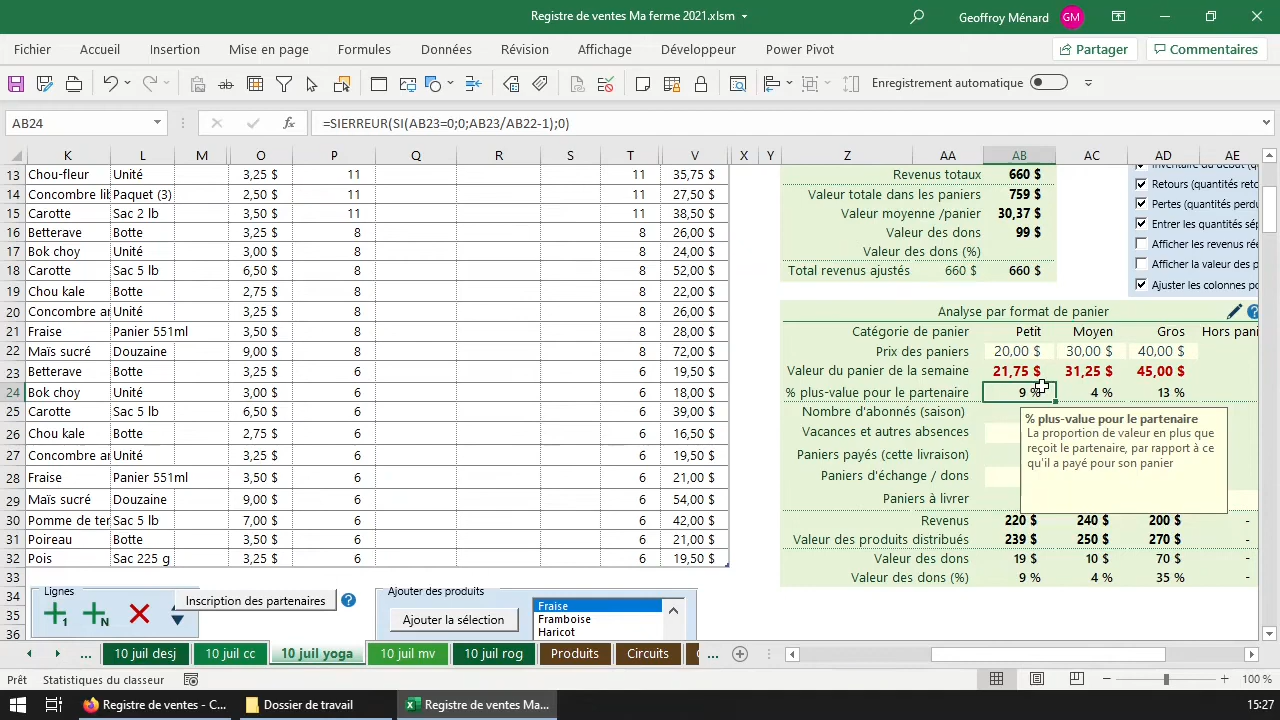 Registre de ventes Ma ferme 2021.xlsm
Geoffroy Ménard GM
Fichier Accueil Insertion Mise en page Formules Données Révision Affichage Développeur Power Pivot Partager Commentaires
Enregistrement automatique
AB24 fx =SIERREUR(SI(AB23=0;0;AB23/AB22-1);0)
K L M O P Q R S T V X Y Z AA AB AC AD AE
13 Chou-fleur Unité 3,25 $ 11 11 35,75 $
14 Concombre lib Paquet (3) 2,50 $ 11 11 27,50 $
15 Carotte Sac 2 lb 3,50 $ 11 11 38,50 $
16 Betterave Botte 3,25 $ 8 8 26,00 $
17 Bok choy Unité 3,00 $ 8 8 24,00 $
18 Carotte Sac 5 lb 6,50 $ 8 8 52,00 $
19 Chou kale Botte 2,75 $ 8 8 22,00 $
20 Concombre an Unité 3,25 $ 8 8 26,00 $
21 Fraise Panier 551ml 3,50 $ 8 8 28,00 $
22 Maïs sucré Douzaine 9,00 $ 8 8 72,00 $
23 Betterave Botte 3,25 $ 6 6 19,50 $
24 Bok choy Unité 3,00 $ 6 6 18,00 $
25 Carotte Sac 5 lb 6,50 $ 6 6 39,00 $
26 Chou kale Botte 2,75 $ 6 6 16,50 $
27 Concombre an Unité 3,25 $ 6 6 19,50 $
28 Fraise Panier 551ml 3,50 $ 6 6 21,00 $
29 Maïs sucré Douzaine 9,00 $ 6 6 54,00 $
30 Pomme de ter Sac 5 lb 7,00 $ 6 6 42,00 $
31 Poireau Botte 3,50 $ 6 6 21,00 $
32 Pois Sac 225 g 3,25 $ 6 6 19,50 $
33
34
35
36
Revenus totaux 660 $
Valeur totale dans les paniers 759 $
Valeur moyenne /panier 30,37 $
Valeur des dons 99 $
Valeur des dons (%)
Total revenus ajustés 660 $ 660 $
Retours (quantités reto
Pertes (quantités perdu
Entrer les quantités sép
Afficher les revenus rée
Afficher la valeur des p
Ajuster les colonnes po
Analyse par format de panier
Catégorie de panier Petit Moyen Gros Hors pani
Prix des paniers 20,00 $ 30,00 $ 40,00 $
Valeur du panier de la semaine 21,75 $ 31,25 $ 45,00 $
% plus-value pour le partenaire 9 % 4 % 13 %
Nombre d'abonnés (saison)
Vacances et autres absences
Paniers payés (cette livraison)
Paniers d'échange / dons
Paniers à livrer
% plus-value pour le partenaire
La proportion de valeur en plus que
reçoit le partenaire, par rapport à ce
qu'il a payé pour son panier
Revenus 220 $ 240 $ 200 $ -
Valeur des produits distribués 239 $ 250 $ 270 $ -
Valeur des dons 19 $ 10 $ 70 $ -
Valeur des dons (%) 9 % 4 % 35 % -
Lignes
1 N
Inscription des partenaires
Ajouter des produits
Ajouter la sélection
Fraise
Framboise
Haricot
... 10 juil desj 10 juil cc 10 juil yoga 10 juil mv 10 juil rog Produits Circuits ...
Prêt Statistiques du classeur 100 %
Registre de ventes - C... Dossier de travail Registre de ventes Ma... 15:27